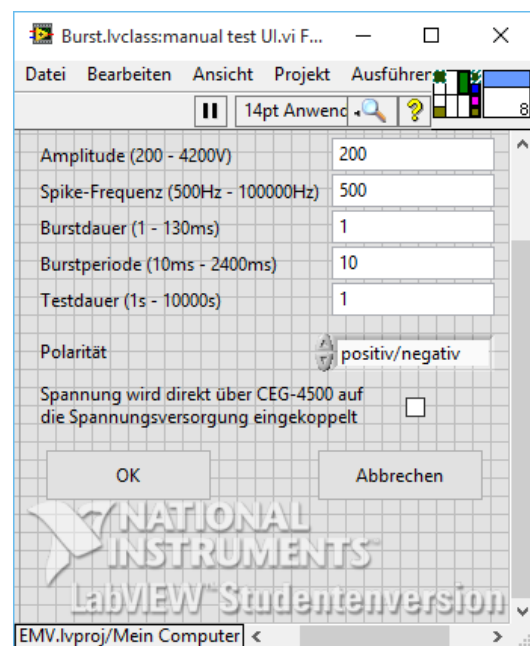 Burst.lvclass:manual test UI.vi F...
Datei Bearbeiten Ansicht Projekt Ausführen
14pt Anwend
8
Amplitude (200 - 4200V) 200
Spike-Frequenz (500Hz - 100000Hz) 500
Burstdauer (1 - 130ms) 1
Burstperiode (10ms - 2400ms) 10
Testdauer (1s - 10000s) 1
Polarität positiv/negativ
Spannung wird direkt über CEG-4500 auf
die Spannungsversorgung eingekoppelt
OK Abbrechen
NATIONAL
INSTRUMENTS™
LabVIEW™ Studentenversion
EMV.lvproj/Mein Computer